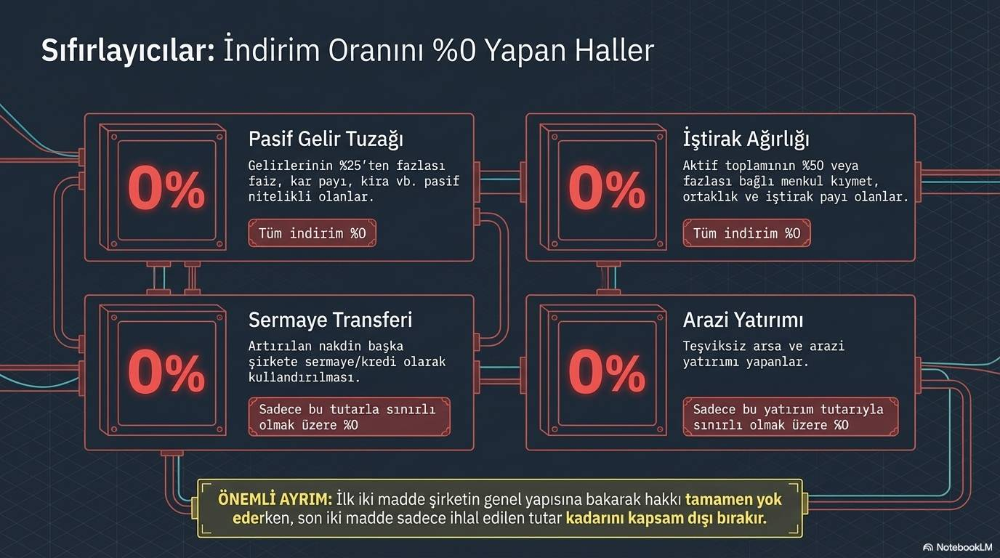 Sıfırlayıcılar: İndirim Oranını %0 Yapan Haller
0%
Pasif Gelir Tuzağı
Gelirlerinin %25'ten fazlası
faiz, kar payı, kira vb. pasif
nitelikli olanlar.
Tüm indirim %0
0%
İştirak Ağırlığı
Aktif toplamının %50 veya
fazlası bağlı menkul kıymet,
ortaklık ve iştirak payı olanlar.
Tüm indirim %0
0%
Sermaye Transferi
Artırılan nakdin başka
şirkete sermaye/kredi olarak
kullandırılması.
Sadece bu tutarla sınırlı
olmak üzere %0
0%
Arazi Yatırımı
Teşviksiz arsa ve arazi
yatırımı yapanlar.
Sadece bu yatırım tutarıyla
sınırlı olmak üzere %0
ÖNEMLİ AYRIM: İlk iki madde şirketin genel yapısına bakarak hakkı tamamen yok
ederken, son iki madde sadece ihlal edilen tutar kadarını kapsam dışı bırakır.
NotebookLM